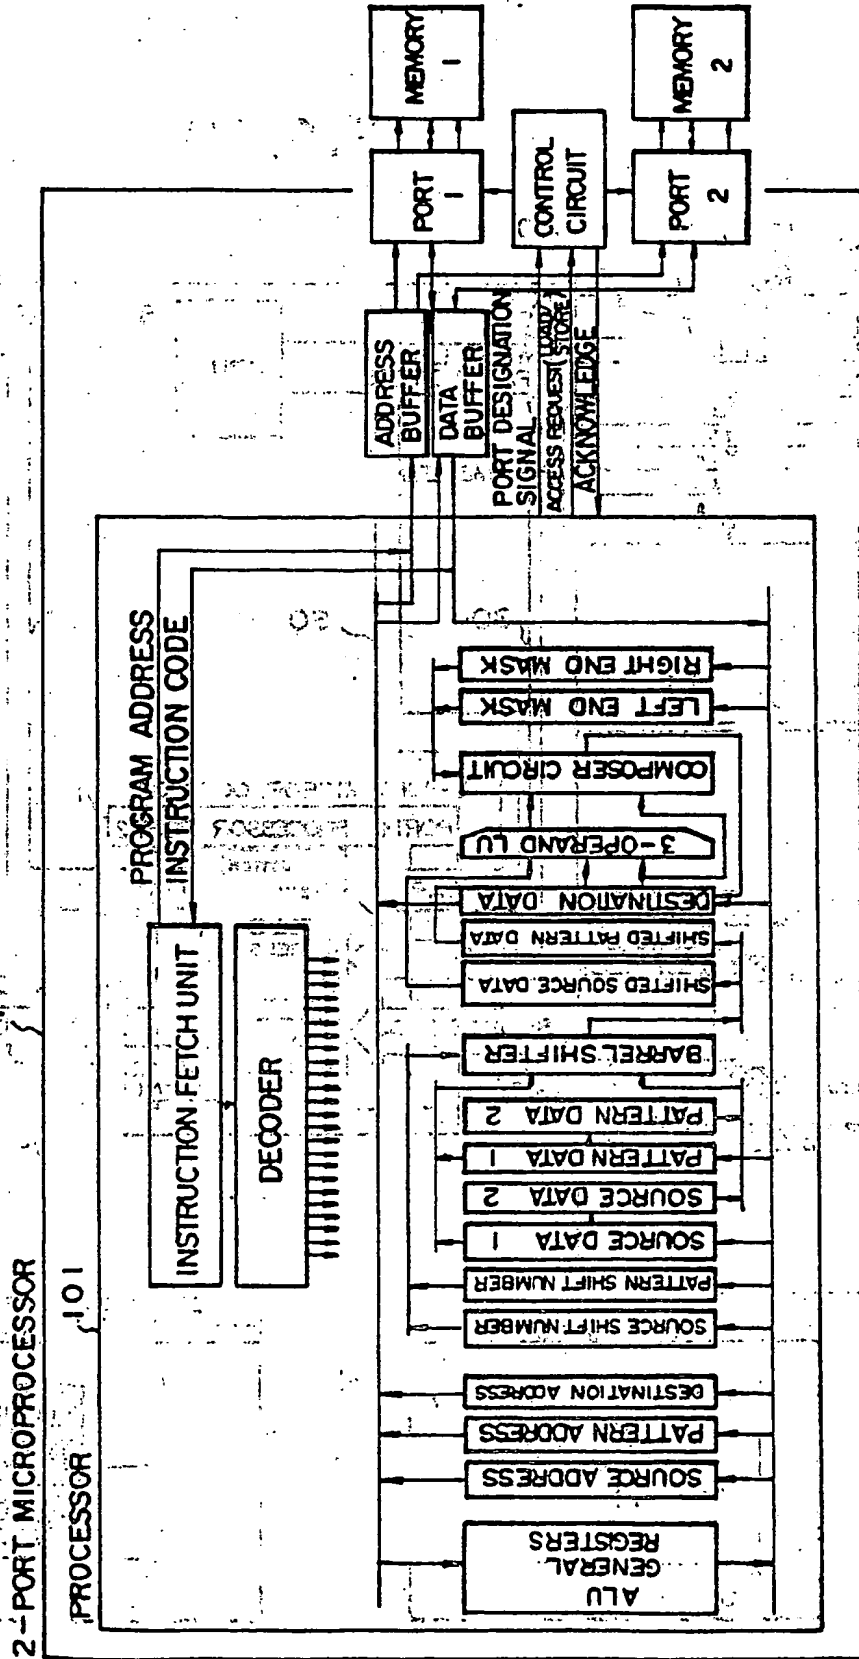 2-PORT MICROPROCESSOR
PROCESSOR
101
INSTRUCTION FETCH UNIT
DECODER
PROGRAM ADDRESS
INSTRUCTION CODE
ADDRESS
BUFFER
DATA
BUFFER
PORT DESIGNATION
SIGNAL
ACCESS REQUEST (LOAD/
STORE)
ACKNOWLEDGE
PORT
1
MEMORY
1
CONTROL
CIRCUIT
PORT
2
MEMORY
2
ALU
GENERAL
REGISTERS
SOURCE ADDRESS
PATTERN ADDRESS
DESTINATION ADDRESS
SOURCE SHIFT NUMBER
PATTERN SHIFT NUMBER
SOURCE DATA 1
SOURCE DATA 2
PATTERN DATA 1
PATTERN DATA 2
BARREL SHIFTER
SHIFTED SOURCE DATA
SHIFTED PATTERN DATA
DESTINATION DATA
3-OPERAND LU
COMPOSER CIRCUIT
LEFT END MASK
RIGHT END MASK